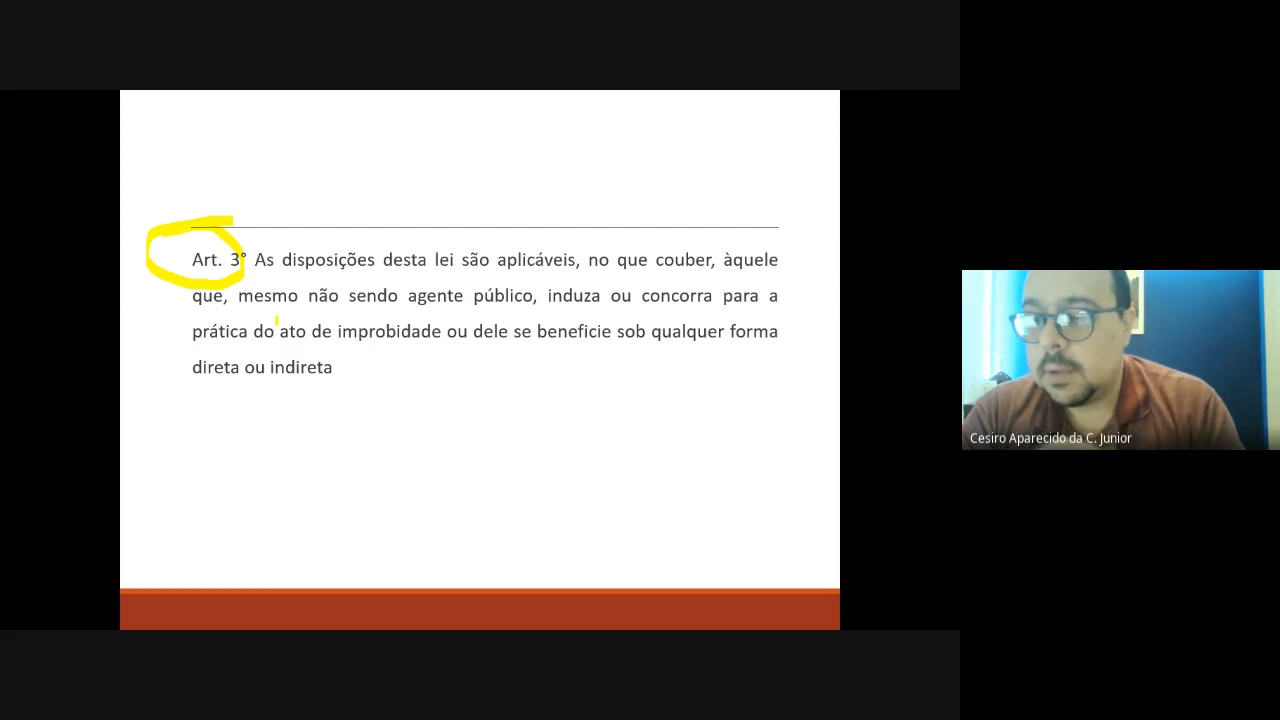 Art. 3° As disposições desta lei são aplicáveis, no que couber, àquele
que, mesmo não sendo agente público, induza ou concorra para a
prática do ato de improbidade ou dele se beneficie sob qualquer forma
direta ou indireta
Cesiro Aparecido da C. Junior